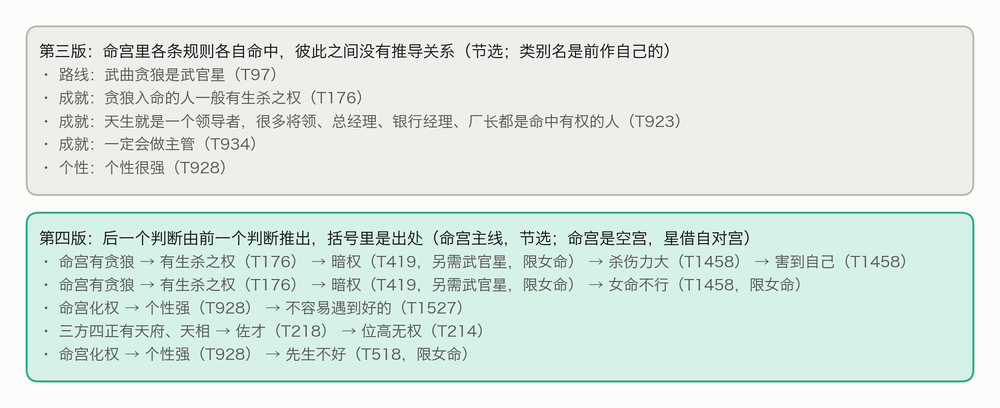 第三版：命宫里各条规则各自命中，彼此之间没有推导关系（节选；类别名是前作自己的）
· 路线：武曲贪狼是武官星（T97）
· 成就：贪狼入命的人一般有生杀之权（T176）
· 成就：天生就是一个领导者，很多将领、总经理、银行经理、厂长都是命中有权的人（T923）
· 成就：一定会做主管（T934）
· 个性：个性很强（T928）
第四版：后一个判断由前一个判断推出，括号里是出处（命宫主线，节选；命宫是空宫，星借自对宫）
· 命宫有贪狼 → 有生杀之权（T176） → 暗权（T419，另需武官星，限女命） → 杀伤力大（T1458） → 害到自己（T1458）
· 命宫有贪狼 → 有生杀之权（T176） → 暗权（T419，另需武官星，限女命） → 女命不行（T1458，限女命）
· 命宫化权 → 个性强（T928） → 不容易遇到好的（T1527）
· 三方四正有天府、天相 → 佐才（T218） → 位高无权（T214）
· 命宫化权 → 个性强（T928） → 先生不好（T518，限女命）